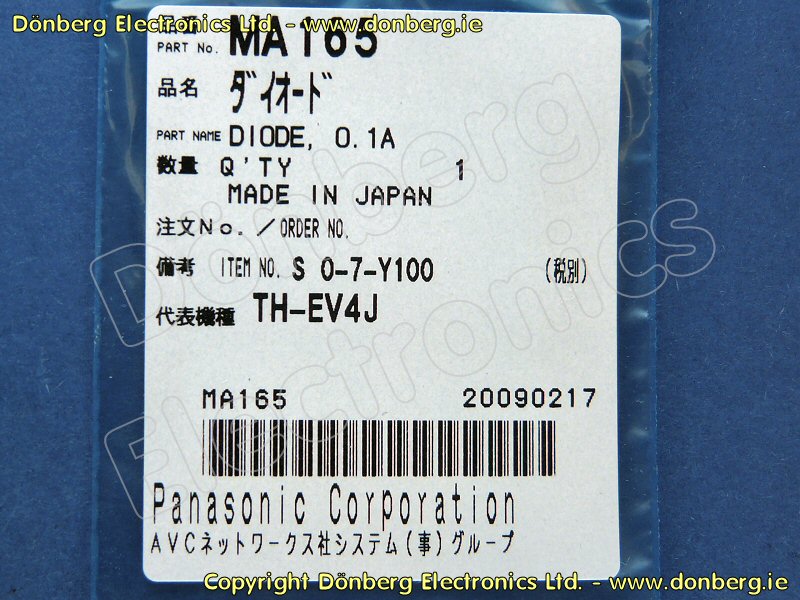 Dönberg Electronics Ltd. - www.donberg.ie
PART No. MA165
品名 ダイオード
PART NAME DIODE, 0.1A
数量 Q'TY 1
MADE IN JAPAN
注文No./ORDER NO.
備考 ITEM NO. S 0-7-Y100 (税別)
代表機種 TH-EV4J
Dönberg
Electronics
MA165 20090217
Panasonic Corporation
AVCネットワークス社システム(事)グループ
Copyright Dönberg Electronics Ltd. - www.donberg.ie